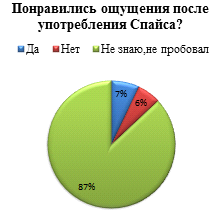 Понравились ощущения после
употребления Спайса?
Да Нет Не знаю,не пробовал
7%
6%
87%